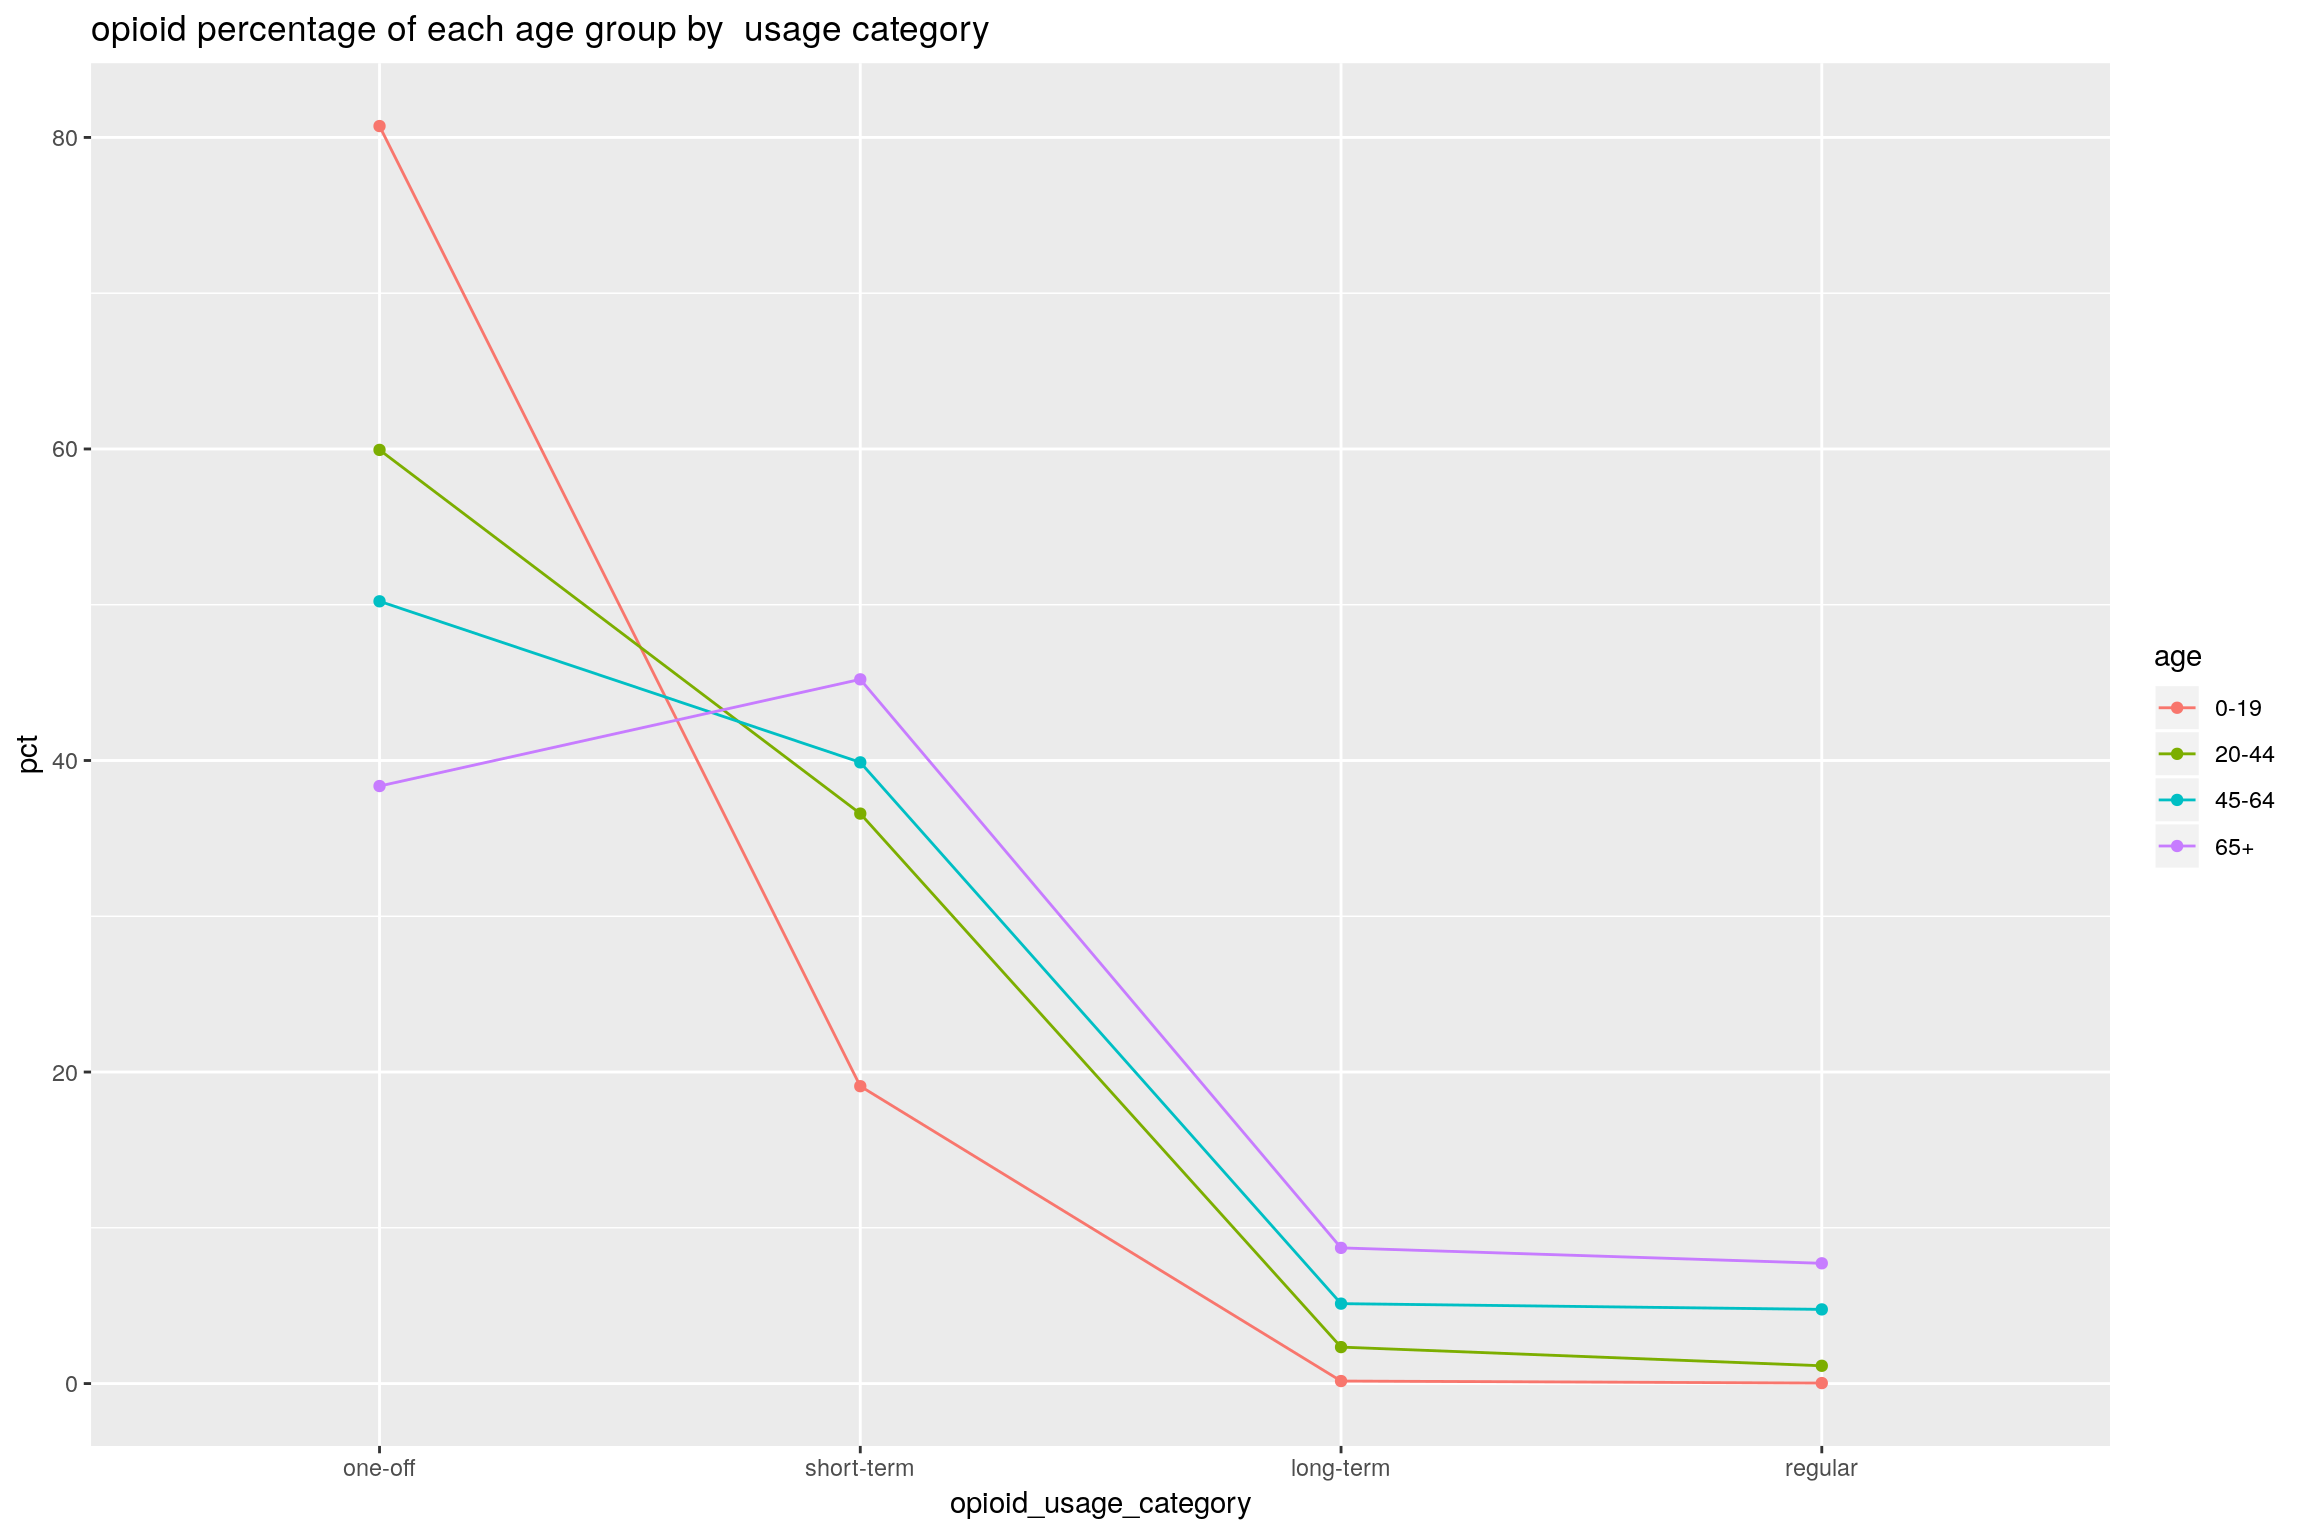 opioid percentage of each age group by  usage category
80
60
40
20
0
pct
one-off
short-term
long-term
regular
opioid_usage_category
age
0-19
20-44
45-64
65+